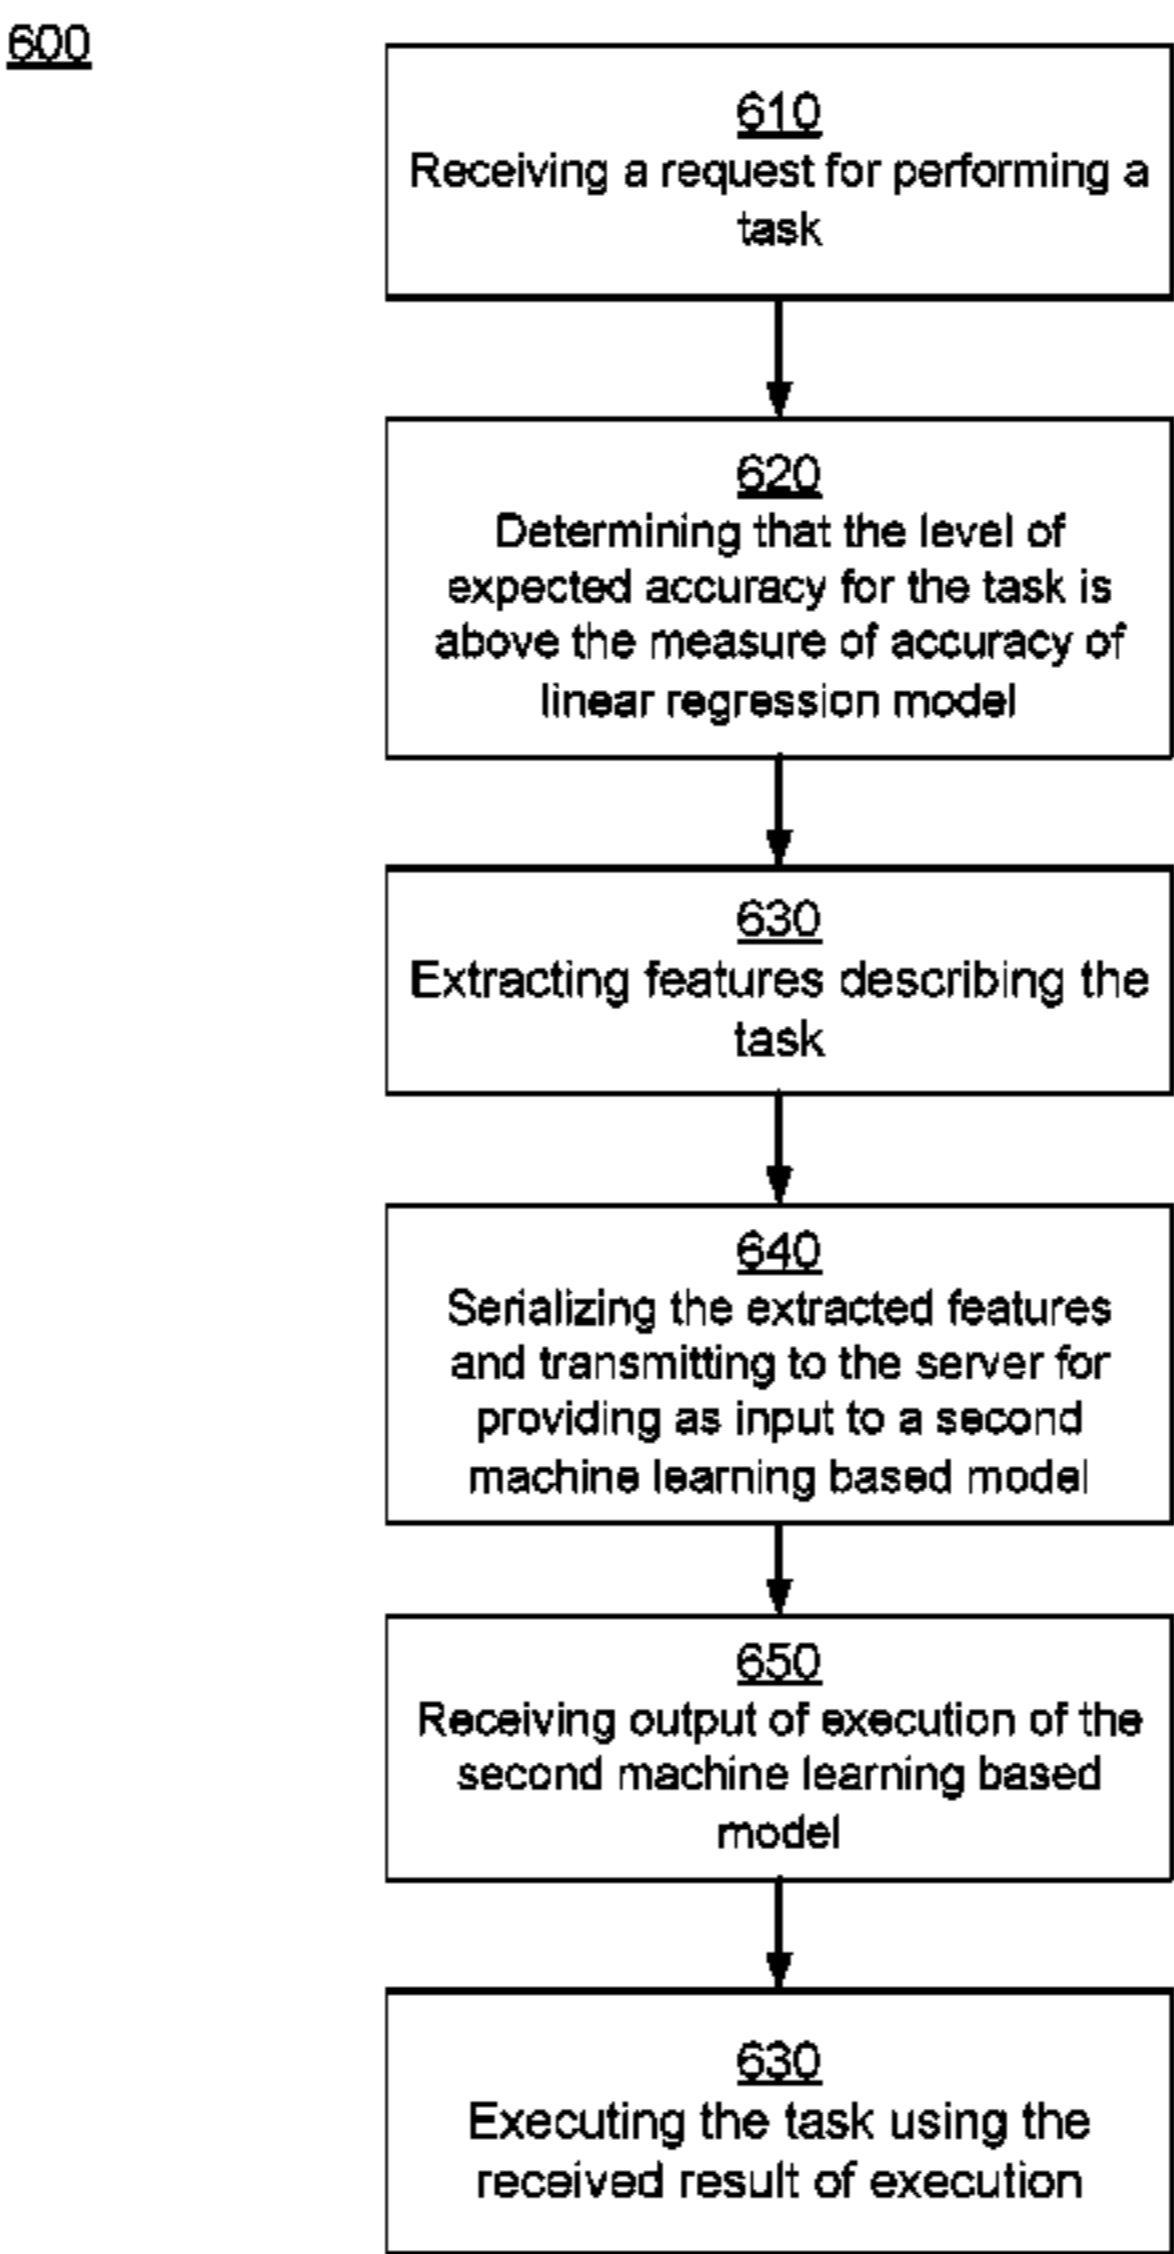 600
610
Receiving a request for performing a
task
620
Determining that the level of
expected accuracy for the task is
above the measure of accuracy of
linear regression model
630
Extracting features describing the
task
640
Serializing the extracted features
and transmitting to the server for
providing as input to a second
machine learning based model
650
Receiving output of execution of the
second machine learning based
model
630
Executing the task using the
received result of execution